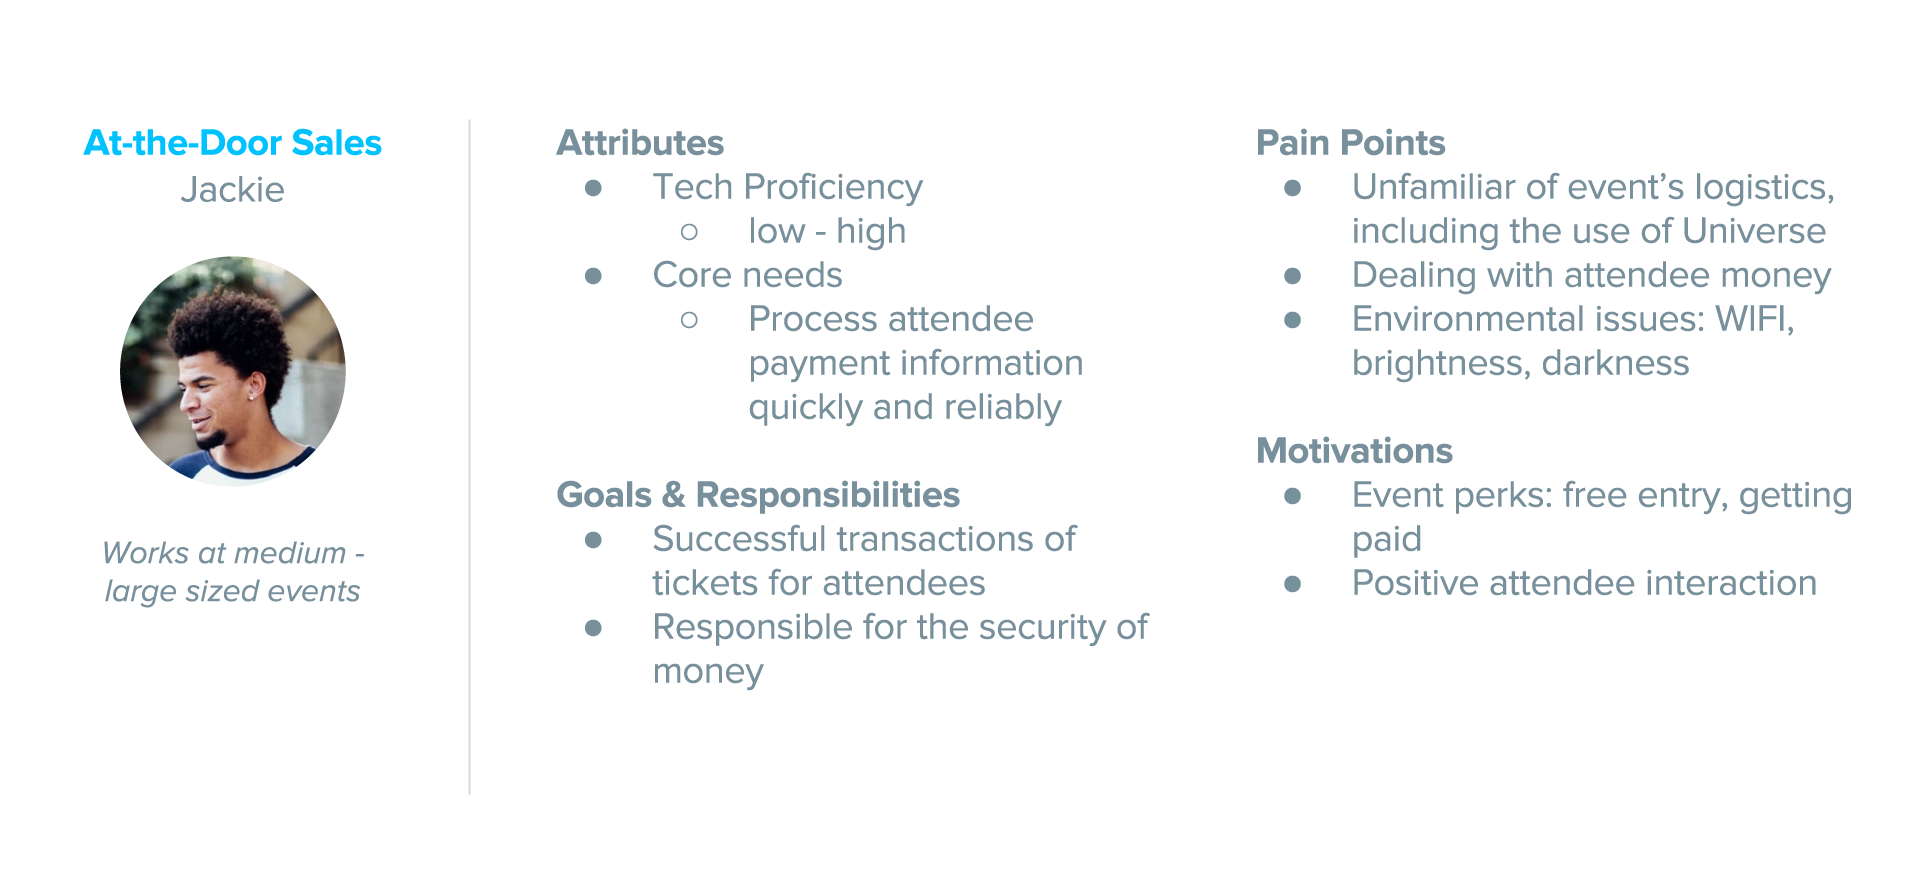 At-the-Door Sales
Jackie
Works at medium -
large sized events
Attributes
● Tech Proficiency
○ low - high
● Core needs
○ Process attendee
payment information
quickly and reliably
Goals & Responsibilities
● Successful transactions of
tickets for attendees
● Responsible for the security of
money
Pain Points
● Unfamiliar of event’s logistics,
including the use of Universe
● Dealing with attendee money
● Environmental issues: WIFI,
brightness, darkness
Motivations
● Event perks: free entry, getting
paid
● Positive attendee interaction